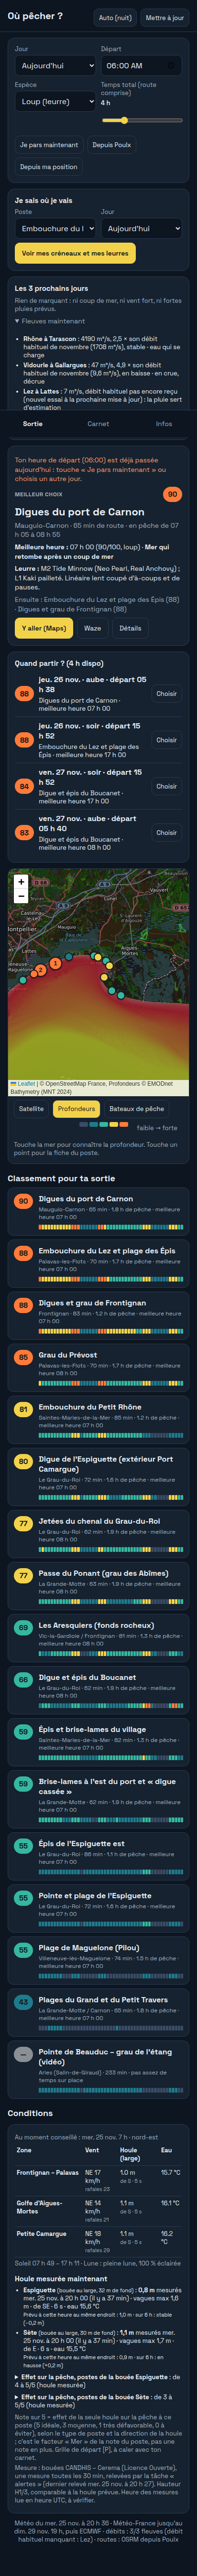 Où pêcher ?
Auto (nuit)
Mettre à jour
Jour
Départ
Aujourd'hui
06:00 AM
Espèce
Temps total (route
comprise)
Loup (leurre)
4 h
Je pars maintenant
Depuis Poulx
Depuis ma position
Je sais où je vais
Poste
Jour
Embouchure du l
Aujourd'hui
Voir mes créneaux et mes leurres
Les 3 prochains jours
Rien de marquant : ni coup de mer, ni vent fort, ni fortes
pluies prévus.
▼ Fleuves maintenant
• Rhône à Tarascon : 4190 m³/s, 2,5 × son débit
habituel de novembre (1708 m³/s), stable · eau qui se
charge
• Vidourle à Gallargues : 47 m³/s, 4,9 × son débit
habituel de novembre (9,6 m³/s), en baisse · en crue,
décrue
• Lez à Lattes : 7 m³/s, débit habituel pas encore reçu
(nouvel essai à la prochaine mise à jour) : la pluie sert
d'estimation
Sortie
Carnet
Infos
Ton heure de départ (06:00) est déjà passée
aujourd'hui : touche « Je pars maintenant » ou
choisis un autre jour.
MEILLEUR CHOIX
90
Digues du port de Carnon
Mauguio-Carnon · 65 min de route · en pêche de 07
h 05 à 08 h 55
Meilleure heure : 07 h 00 (90/100, loup) · Mer qui
retombe après un coup de mer
Leurre : M2 Tide Minnow (Neo Pearl, Real Anchovy) ;
L1 Kaki pailleté. Linéaire lent coupé d'à-coups et de
pauses.
Ensuite : Embouchure du Lez et plage des Épis (88)
· Digues et grau de Frontignan (88)
Y aller (Maps)
Waze
Détails
Quand partir ? (4 h dispo)
88
jeu. 26 nov. · aube · départ 05
h 38
Digues du port de Carnon ·
meilleure heure 07 h 00
Choisir
88
jeu. 26 nov. · soir · départ 15
h 52
Embouchure du Lez et plage des
Épis · meilleure heure 17 h 00
Choisir
84
ven. 27 nov. · soir · départ 15
h 52
Digue et épis du Boucanet ·
meilleure heure 17 h 00
Choisir
83
ven. 27 nov. · aube · départ
05 h 40
Digue et épis du Boucanet ·
meilleure heure 07 h 00
Choisir
+
−
Leaflet | © OpenStreetMap France, Profondeurs © EMODnet
Bathymetry (MNT 2024)
Satellite
Profondeurs
Bateaux de pêche
faible → forte
Touche la mer pour connaître la profondeur. Touche un
point pour la fiche du poste.
Classement pour ta sortie
90
Digues du port de Carnon
Mauguio-Carnon · 65 min · 1.8 h de pêche · meilleure
heure 07 h 00
88
Embouchure du Lez et plage des Épis
Palavas-les-Flots · 70 min · 1.7 h de pêche · meilleure
heure 07 h 00
88
Digues et grau de Frontignan
Frontignan · 83 min · 1.2 h de pêche · meilleure heure
07 h 00
85
Grau du Prévost
Palavas-les-Flots · 70 min · 1.7 h de pêche · meilleure
heure 08 h 00
81
Embouchure du Petit Rhône
Saintes-Maries-de-la-Mer · 85 min · 1.2 h de pêche ·
meilleure heure 07 h 00
80
Digue de l'Espiguette (extérieur Port
Camargue)
Le Grau-du-Roi · 72 min · 1.6 h de pêche · meilleure
heure 07 h 00
77
Jetées du chenal du Grau-du-Roi
Le Grau-du-Roi · 62 min · 1.9 h de pêche · meilleure
heure 07 h 00
77
Passe du Ponant (grau des Abîmes)
La Grande-Motte · 63 min · 1.9 h de pêche · meilleure
heure 07 h 00
69
Les Aresquiers (fonds rocheux)
Vic-la-Gardiole / Frontignan · 81 min · 1.3 h de pêche ·
meilleure heure 08 h 00
66
Digue et épis du Boucanet
Le Grau-du-Roi · 62 min · 1.9 h de pêche · meilleure
heure 08 h 00
59
Épis et brise-lames du village
Saintes-Maries-de-la-Mer · 82 min · 1.3 h de pêche ·
meilleure heure 07 h 00
59
Brise-lames à l'est du port et « digue
cassée »
La Grande-Motte · 62 min · 1.9 h de pêche · meilleure
heure 08 h 00
55
Épis de l'Espiguette est
Le Grau-du-Roi · 88 min · 1.1 h de pêche · meilleure
heure 07 h 00
55
Pointe et plage de l'Espiguette
Le Grau-du-Roi · 72 min · 1.6 h de pêche · meilleure
heure 07 h 00
55
Plage de Maguelone (Pilou)
Villeneuve-lès-Maguelone · 74 min · 1.5 h de pêche ·
meilleure heure 07 h 00
43
Plages du Grand et du Petit Travers
La Grande-Motte / Carnon · 65 min · 1.8 h de pêche ·
meilleure heure 08 h 00
—
Pointe de Beauduc – grau de l'étang
(vidéo)
Arles (Salin-de-Giraud) · 233 min · pas assez de
temps sur place
Conditions
Au moment conseillé : mer. 25 nov. 7 h · nord-est
Zone
Vent
Houle
(large)
Eau
Frontignan – Palavas
NE 17
km/h
rafales 23
1.0 m
de S · 5 s
15.7 °C
Golfe d'Aigues-
Mortes
NE 14
km/h
rafales 21
1.1 m
de S · 5 s
16.1 °C
Petite Camargue
NE 18
km/h
rafales 29
1.1 m
de S · 5 s
16.2
°C
Soleil 07 h 49 – 17 h 11 · Lune : pleine lune, 100 % éclairée
Houle mesurée maintenant
• Espiguette (bouée au large, 32 m de fond) : 0,8 m mesurés
mer. 25 nov. à 20 h 00 (il y a 37 min) · vagues max 1,6
m · de SE · 6 s · eau 15,6 °C
Prévu à cette heure au même endroit : 1,0 m · sur 6 h : stable
(−0,2 m)
• Sète (bouée au large, 30 m de fond) : 1,1 m mesurés mer.
25 nov. à 20 h 00 (il y a 37 min) · vagues max 1,7 m ·
de E · 6 s · eau 15,5 °C
Prévu à cette heure au même endroit : 0,9 m · sur 6 h : en
hausse (+0,2 m)
▶ Effet sur la pêche, postes de la bouée Espiguette : de
4 à 5/5 (houle mesurée)
▶ Effet sur la pêche, postes de la bouée Sète : de 3 à
5/5 (houle mesurée)
Note sur 5 = effet de la seule houle sur la pêche à ce
poste (5 idéale, 3 moyenne, 1 très défavorable, 0 à
éviter), selon le type de poste et la direction de la houle
; c'est le facteur « Mer » de la note du poste, pas une
note en plus. Grille de départ [P], à caler avec ton
carnet.
Mesure : bouées CANDHIS – Cerema (Licence Ouverte),
une mesure toutes les 30 min, relevées par la tâche «
alertes » (dernier relevé mer. 25 nov. à 20 h 27). Hauteur
H1/3, comparable à la houle prévue. Heure des mesures
lue en heure UTC, à vérifier.
Météo du mer. 25 nov. à 20 h 36 · Météo-France jusqu'au
dim. 29 nov. 19 h, puis ECMWF · débits : 3/3 fleuves (débit
habituel manquant : Lez) · routes : OSRM depuis Poulx